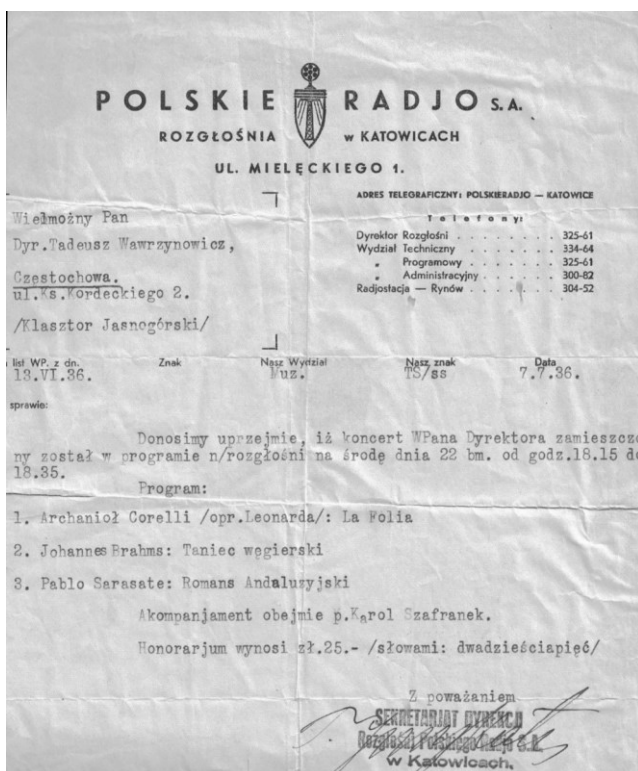 POLSKIE RADJO S.A.
ROZGŁOŚNIA w KATOWICACH
UL. MIELĘCKIEGO 1.
ADRES TELEGRAFICZNY: POLSKIERADJO — KATOWICE
Telefony:
Dyrektor Rozgłośni . . . . . . . 325-61
Wydział Techniczny . . . . . . . 334-64
„ Programowy . . . . . . 325-61
„ Administracyjny . . . . . 300-82
Radjostacja — Rynów . . . . . . 304-52
Wielmożny Pan
Dyr.Tadeusz Wawrzynowicz,
Częstochowa.
ul.Ks.Kordeckiego 2.
/Klasztor Jasnogórski/
list WP. z dn. Znak Nasz Wydział Nasz znak Data
13.VI.36. Muz. TS/ss 7.7.36.
sprawie:
Donosimy uprzejmie, iż koncert WPana Dyrektora zamieszczo
ny został w programie n/rozgłośni na środę dnia 22 bm. od godz.18.15 do
18.35.
Program:
1. Archanioł Corelli /opr.Leonarda/: La Folia
2. Johannes Brahms: Taniec węgierski
3. Pablo Sarasate: Romans Andaluzyjski
Akompanjament obejmie p.Karol Szafranek.
Honorarjum wynosi zł.25.- /słowami: dwadzieściapięć/
Z poważaniem
SEKRETARJAT DYREKCJI
Rozgłośni Polskiego Radjo S.A.
w Katowicach.